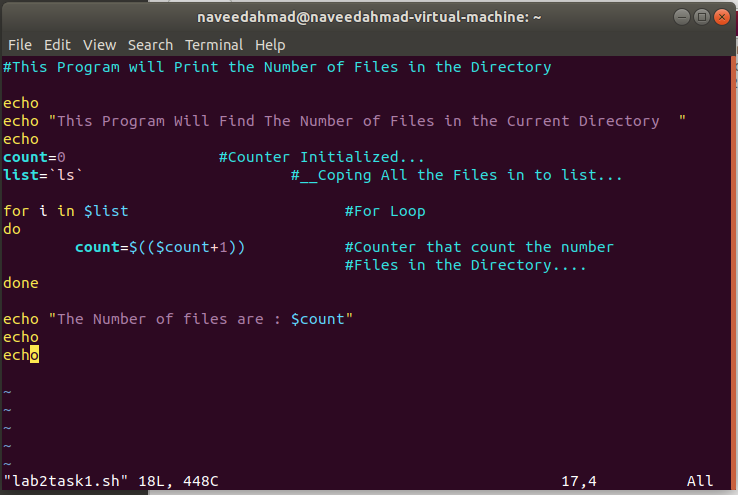 naveedahmad@naveedahmad-virtual-machine: ~
File Edit View Search Terminal Help
#This Program will Print the Number of Files in the Directory
echo
echo "This Program Will Find The Number of Files in the Current Directory  "
echo
count=0                 #Counter Initialized...
list=`ls`                       #__Coping All the Files in to list...
for i in $list                        #For Loop
do
        count=$(($count+1))           #Counter that count the number
                                      #Files in the Directory....
done
echo "The Number of files are : $count"
echo
echo
~
~
~
~
~
"lab2task1.sh" 18L, 448C                                      17,4          All